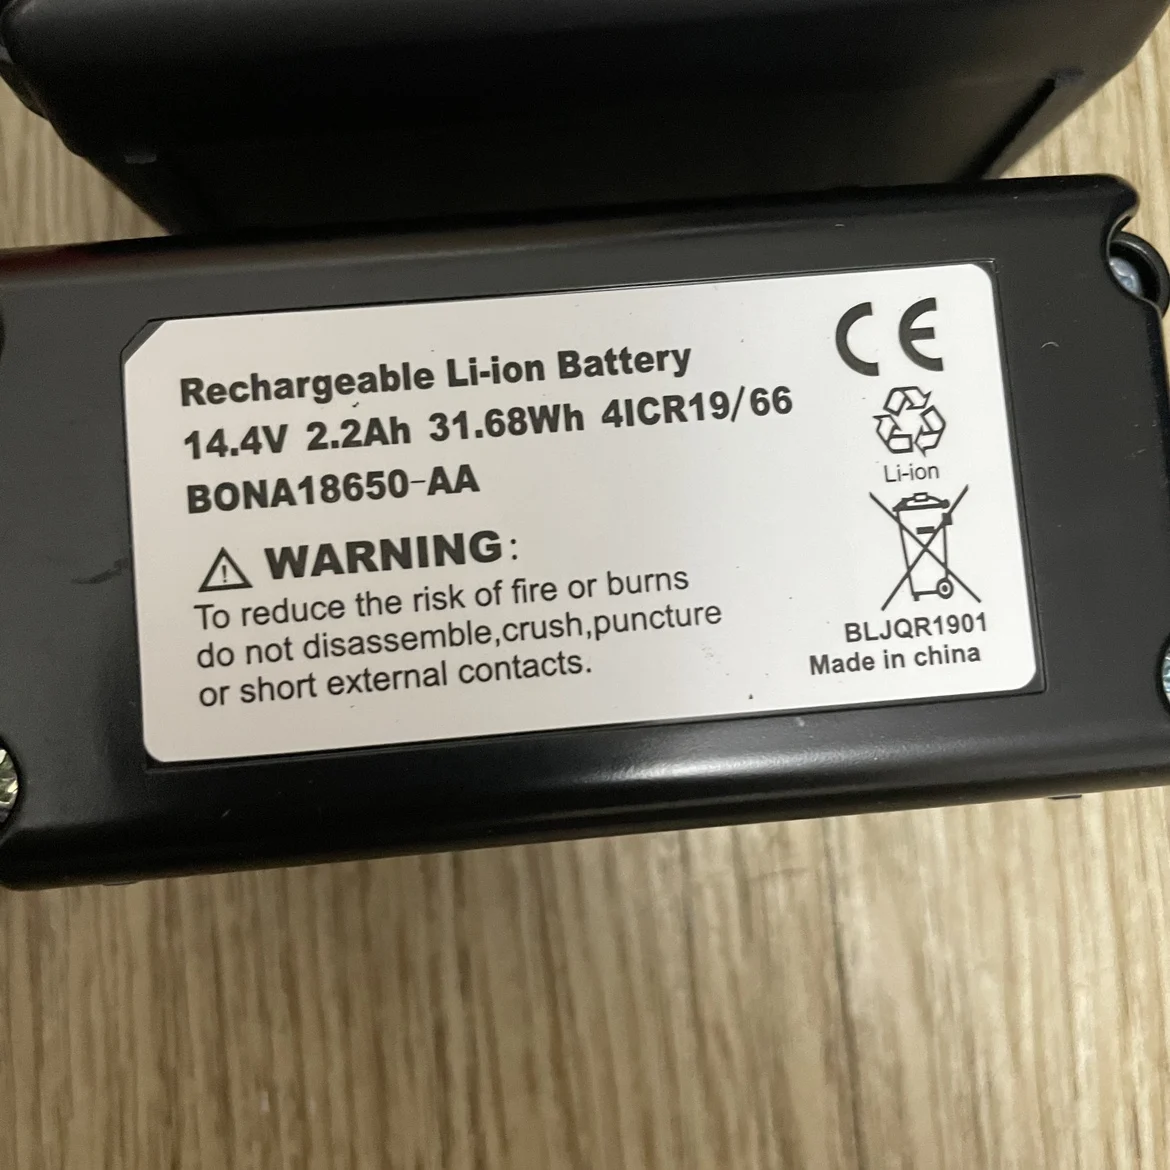 Rechargeable Li-ion Battery
14.4V 2.2Ah 31.68Wh 4ICR19/66
BONA18650-AA
WARNING:
To reduce the risk of fire or burns
do not disassemble,crush,puncture
or short external contacts.
CE
Li-ion
BLJQR1901
Made in china